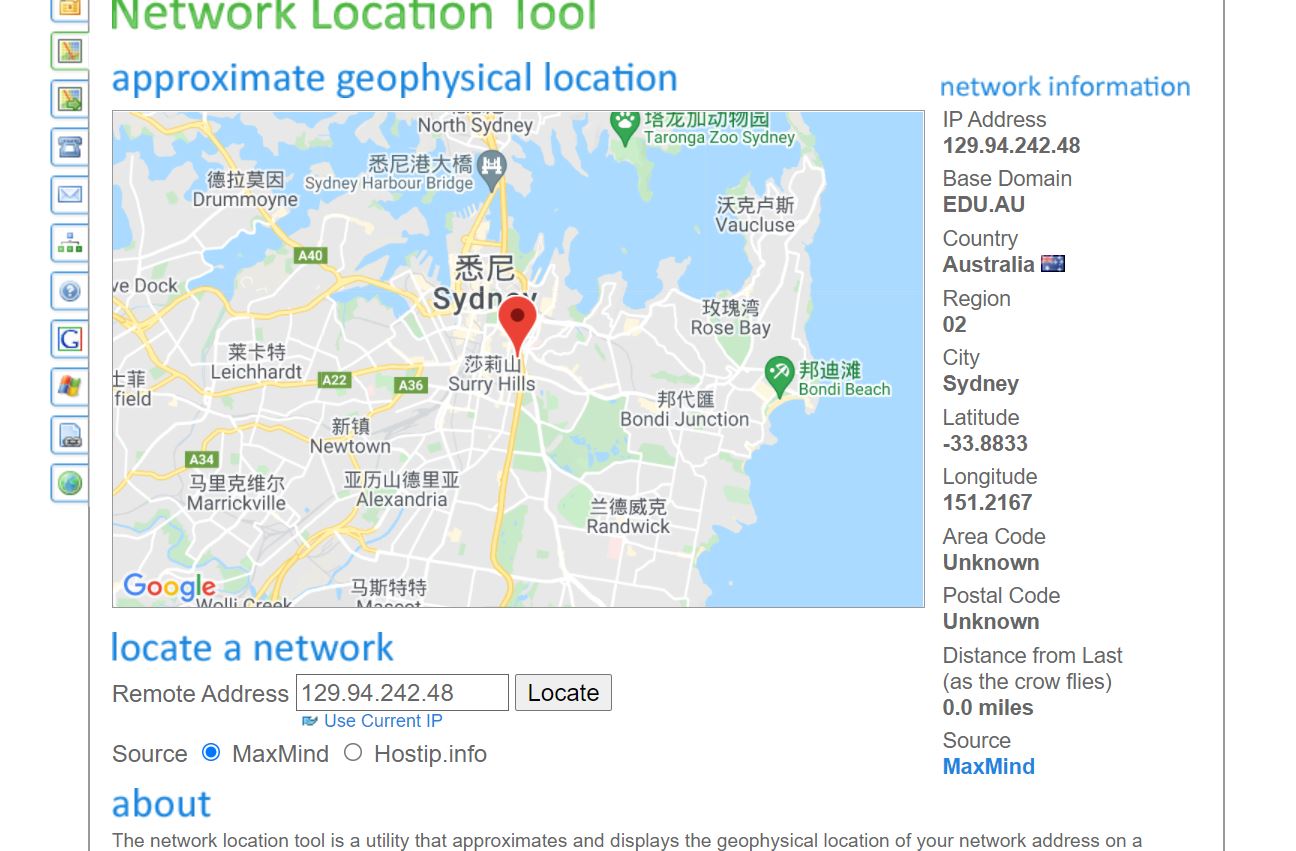 Network Location Tool
approximate geophysical location
North Sydney
塔龙加动物园
Taronga Zoo Sydney
悉尼港大橋
Sydney Harbour Bridge
德拉莫因
Drummoyne
沃克卢斯
Vaucluse
A40
悉尼
Sydney
ve Dock
玫瑰湾
Rose Bay
莱卡特
Leichhardt
莎莉山
Surry Hills
A22
A36
邦迪滩
Bondi Beach
士菲
field
邦代匯
Bondi Junction
新镇
Newtown
A34
马里克维尔
Marrickville
亚历山德里亚
Alexandria
兰德威克
Randwick
Google
马斯特特
Mascot
Wolli Creek
network information
IP Address
129.94.242.48
Base Domain
EDU.AU
Country
Australia
Region
02
City
Sydney
Latitude
-33.8833
Longitude
151.2167
Area Code
Unknown
Postal Code
Unknown
Distance from Last
(as the crow flies)
0.0 miles
Source
MaxMind
locate a network
Remote Address 129.94.242.48 Locate
Use Current IP
Source MaxMind Hostip.info
about
The network location tool is a utility that approximates and displays the geophysical location of your network address on a